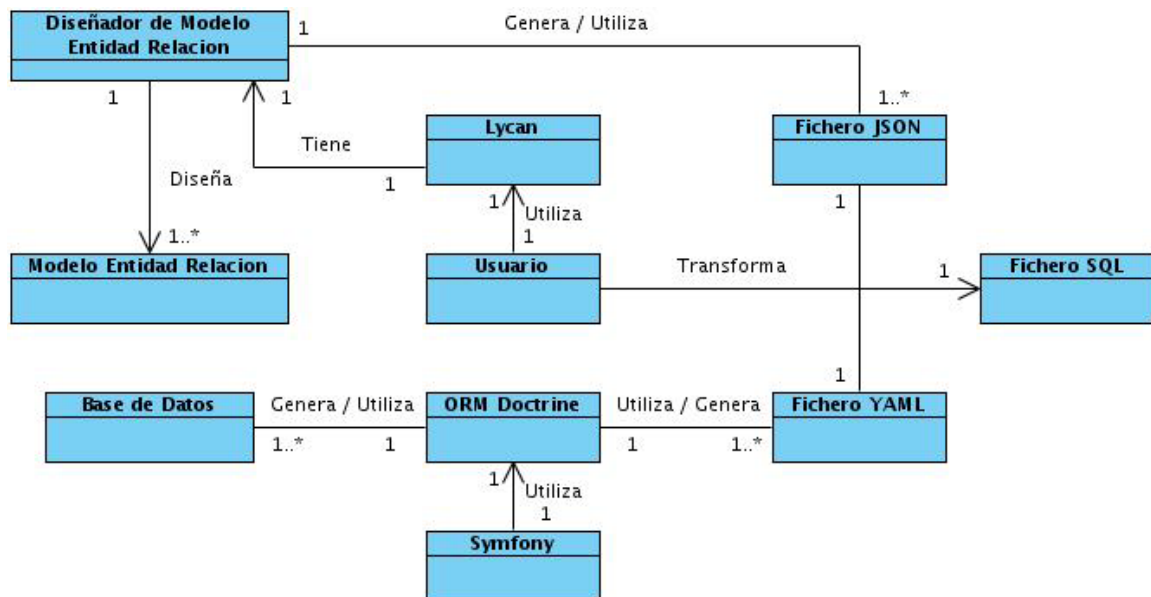 Diseñador de Modelo
Entidad Relacion
1
Genera / Utiliza
1
1
1..*
Lycan
Fichero JSON
Tiene
1
Diseña
1
Utiliza
1
1
1..*
Modelo Entidad Relacion
Usuario
Transforma
1
Fichero SQL
1
Base de Datos
Genera / Utiliza
ORM Doctrine
Utiliza / Genera
Fichero YAML
1..*
1
1
1..*
1
Utiliza
1
Symfony